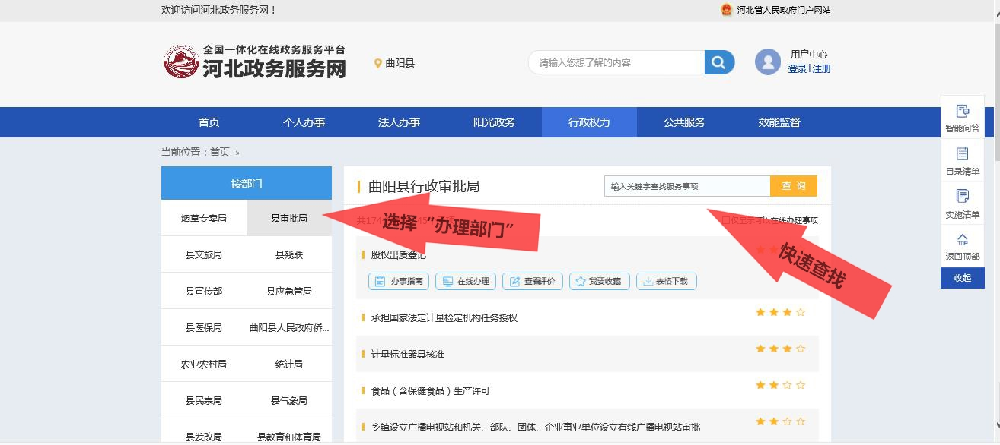 欢迎访问河北政务服务网！
河北省人民政府门户网站
全国一体化在线政务服务平台
河北政务服务网
曲阳县
请输入您想了解的内容
用户中心
登录|注册
首页 个人办事 法人办事 阳光政务 行政权力 公共服务 效能监督
当前位置：首页 >
按部门
烟草专卖局 县审批局
县文旅局 县残联
县宣传部 县应急管局
县医保局 曲阳县人民政府侨...
农业农村局 统计局
县民宗局 县气象局
县发改局 县教育和体育局
曲阳县行政审批局
输入关键字查找服务事项 查 询
共174
仅显示可以在线办理事项
选择“办理部门”
快速查找
股权出质登记
办事指南 在线办理 查看评价 我要收藏 表格下载
承担国家法定计量检定机构任务授权
计量标准器具核准
食品（含保健食品）生产许可
乡镇设立广播电视站和机关、部队、团体、企业事业单位设立有线广播电视站审批
智能问答
目录清单
实施清单
TOP
返回顶部
收起